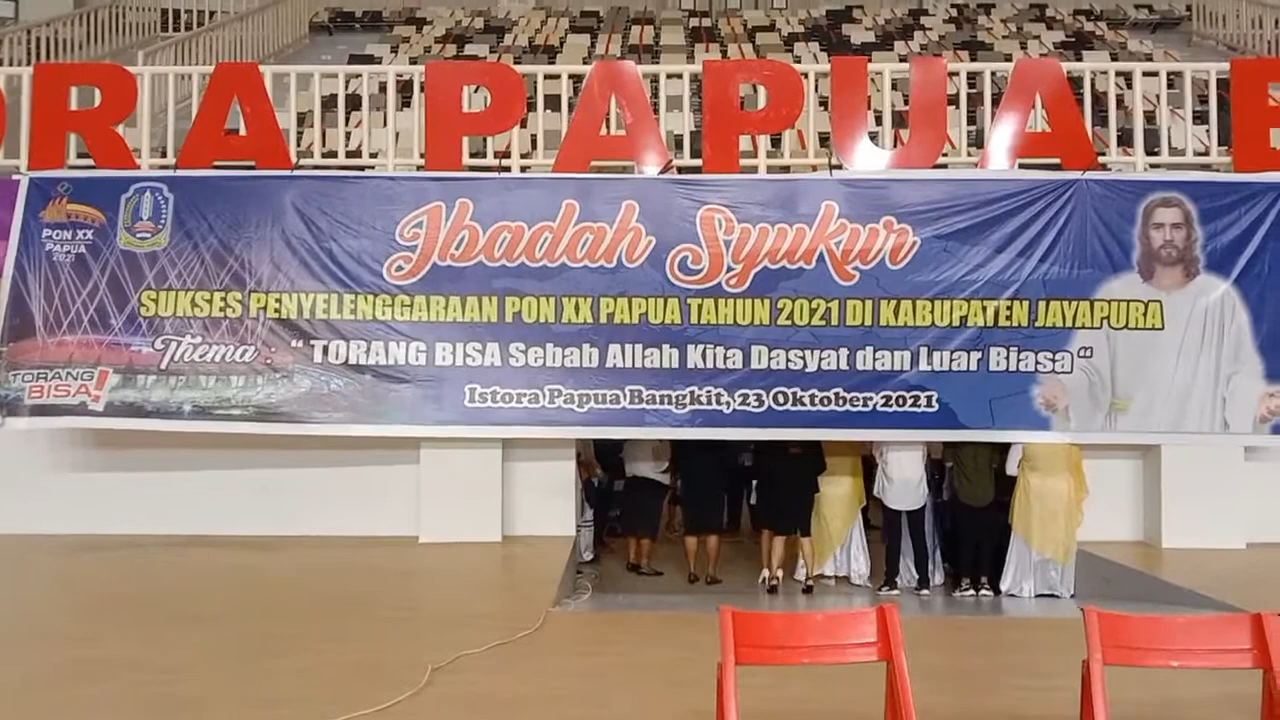 ORA PAPUA B
PON XX
PAPUA
2021
Ibadah Syukur
SUKSES PENYELENGGARAAN PON XX PAPUA TAHUN 2021 DI KABUPATEN JAYAPURA
Thema : " TORANG BISA Sebab Allah Kita Dasyat dan Luar Biasa "
TORANG
BISA!
Istora Papua Bangkit, 23 Oktober 2021